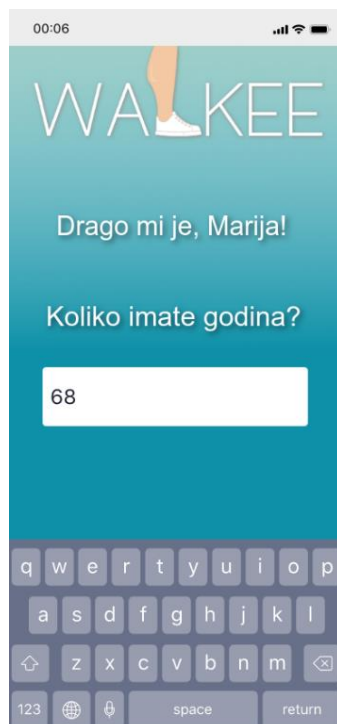 00:06
WALKEE
Drago mi je, Marija!
Koliko imate godina?
68
q w e r t y u i o p
a s d f g h j k l
z x c v b n m
123 space return